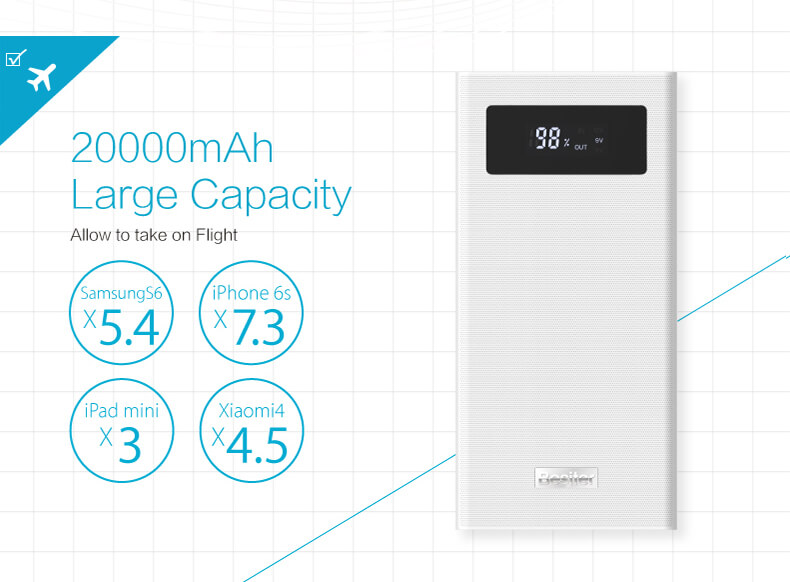 20000mAh
Large Capacity
Allow to take on Flight
SamsungS6
X5.4
iPhone 6s
X7.3
iPad mini
X3
Xiaomi4
X4.5
98% OUT 9V